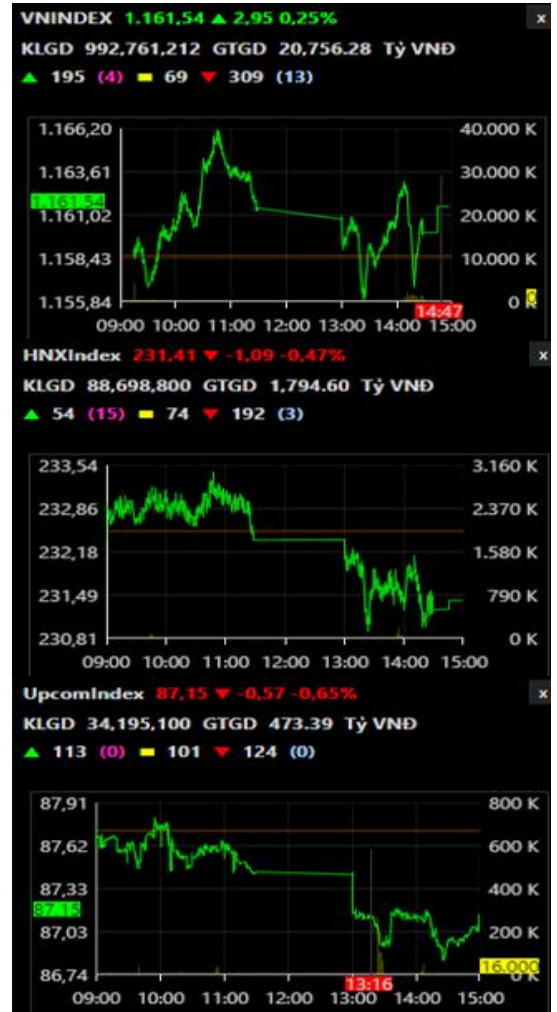 VNINDEX 1.161,54 ▲ 2,95 0,25% x
KLGD 992,761,212 GTGD 20,756.28 Tỷ VNĐ
▲ 195 (4) ▬ 69 ▼ 309 (13)
1.166,20 40.000 K
1.163,61 30.000 K
1.161,54
1.161,02 20.000 K
1.158,43 10.000 K
1.155,84 0 K
14:47
09:00 10:00 11:00 12:00 13:00 14:00 15:00
HNXIndex 231,41 ▼ -1,09 -0,47% x
KLGD 88,698,800 GTGD 1,794.60 Tỷ VNĐ
▲ 54 (15) ▬ 74 ▼ 192 (3)
233,54 3.160 K
232,86 2.370 K
232,18 1.580 K
231,49 790 K
230,81 0 K
09:00 10:00 11:00 12:00 13:00 14:00 15:00
UpcomIndex 87,15 ▼ -0,57 -0,65% x
KLGD 34,195,100 GTGD 473.39 Tỷ VNĐ
▲ 113 (0) ▬ 101 ▼ 124 (0)
87,91 800 K
87,62 600 K
87,33 400 K
87,15
87,03 200 K
16.000
86,74 0 K
13:16
09:00 10:00 11:00 12:00 13:00 14:00 15:00